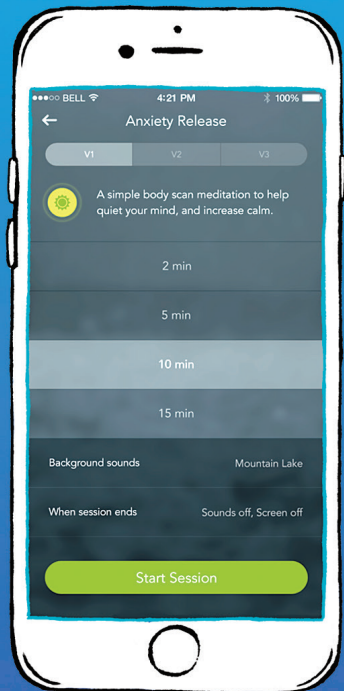 ●●●○○ BELL 4:21 PM 100%
Anxiety Release
V1 V2 V3
A simple body scan meditation to help
quiet your mind, and increase calm.
2 min
5 min
10 min
15 min
Background sounds Mountain Lake
When session ends Sounds off, Screen off
Start Session